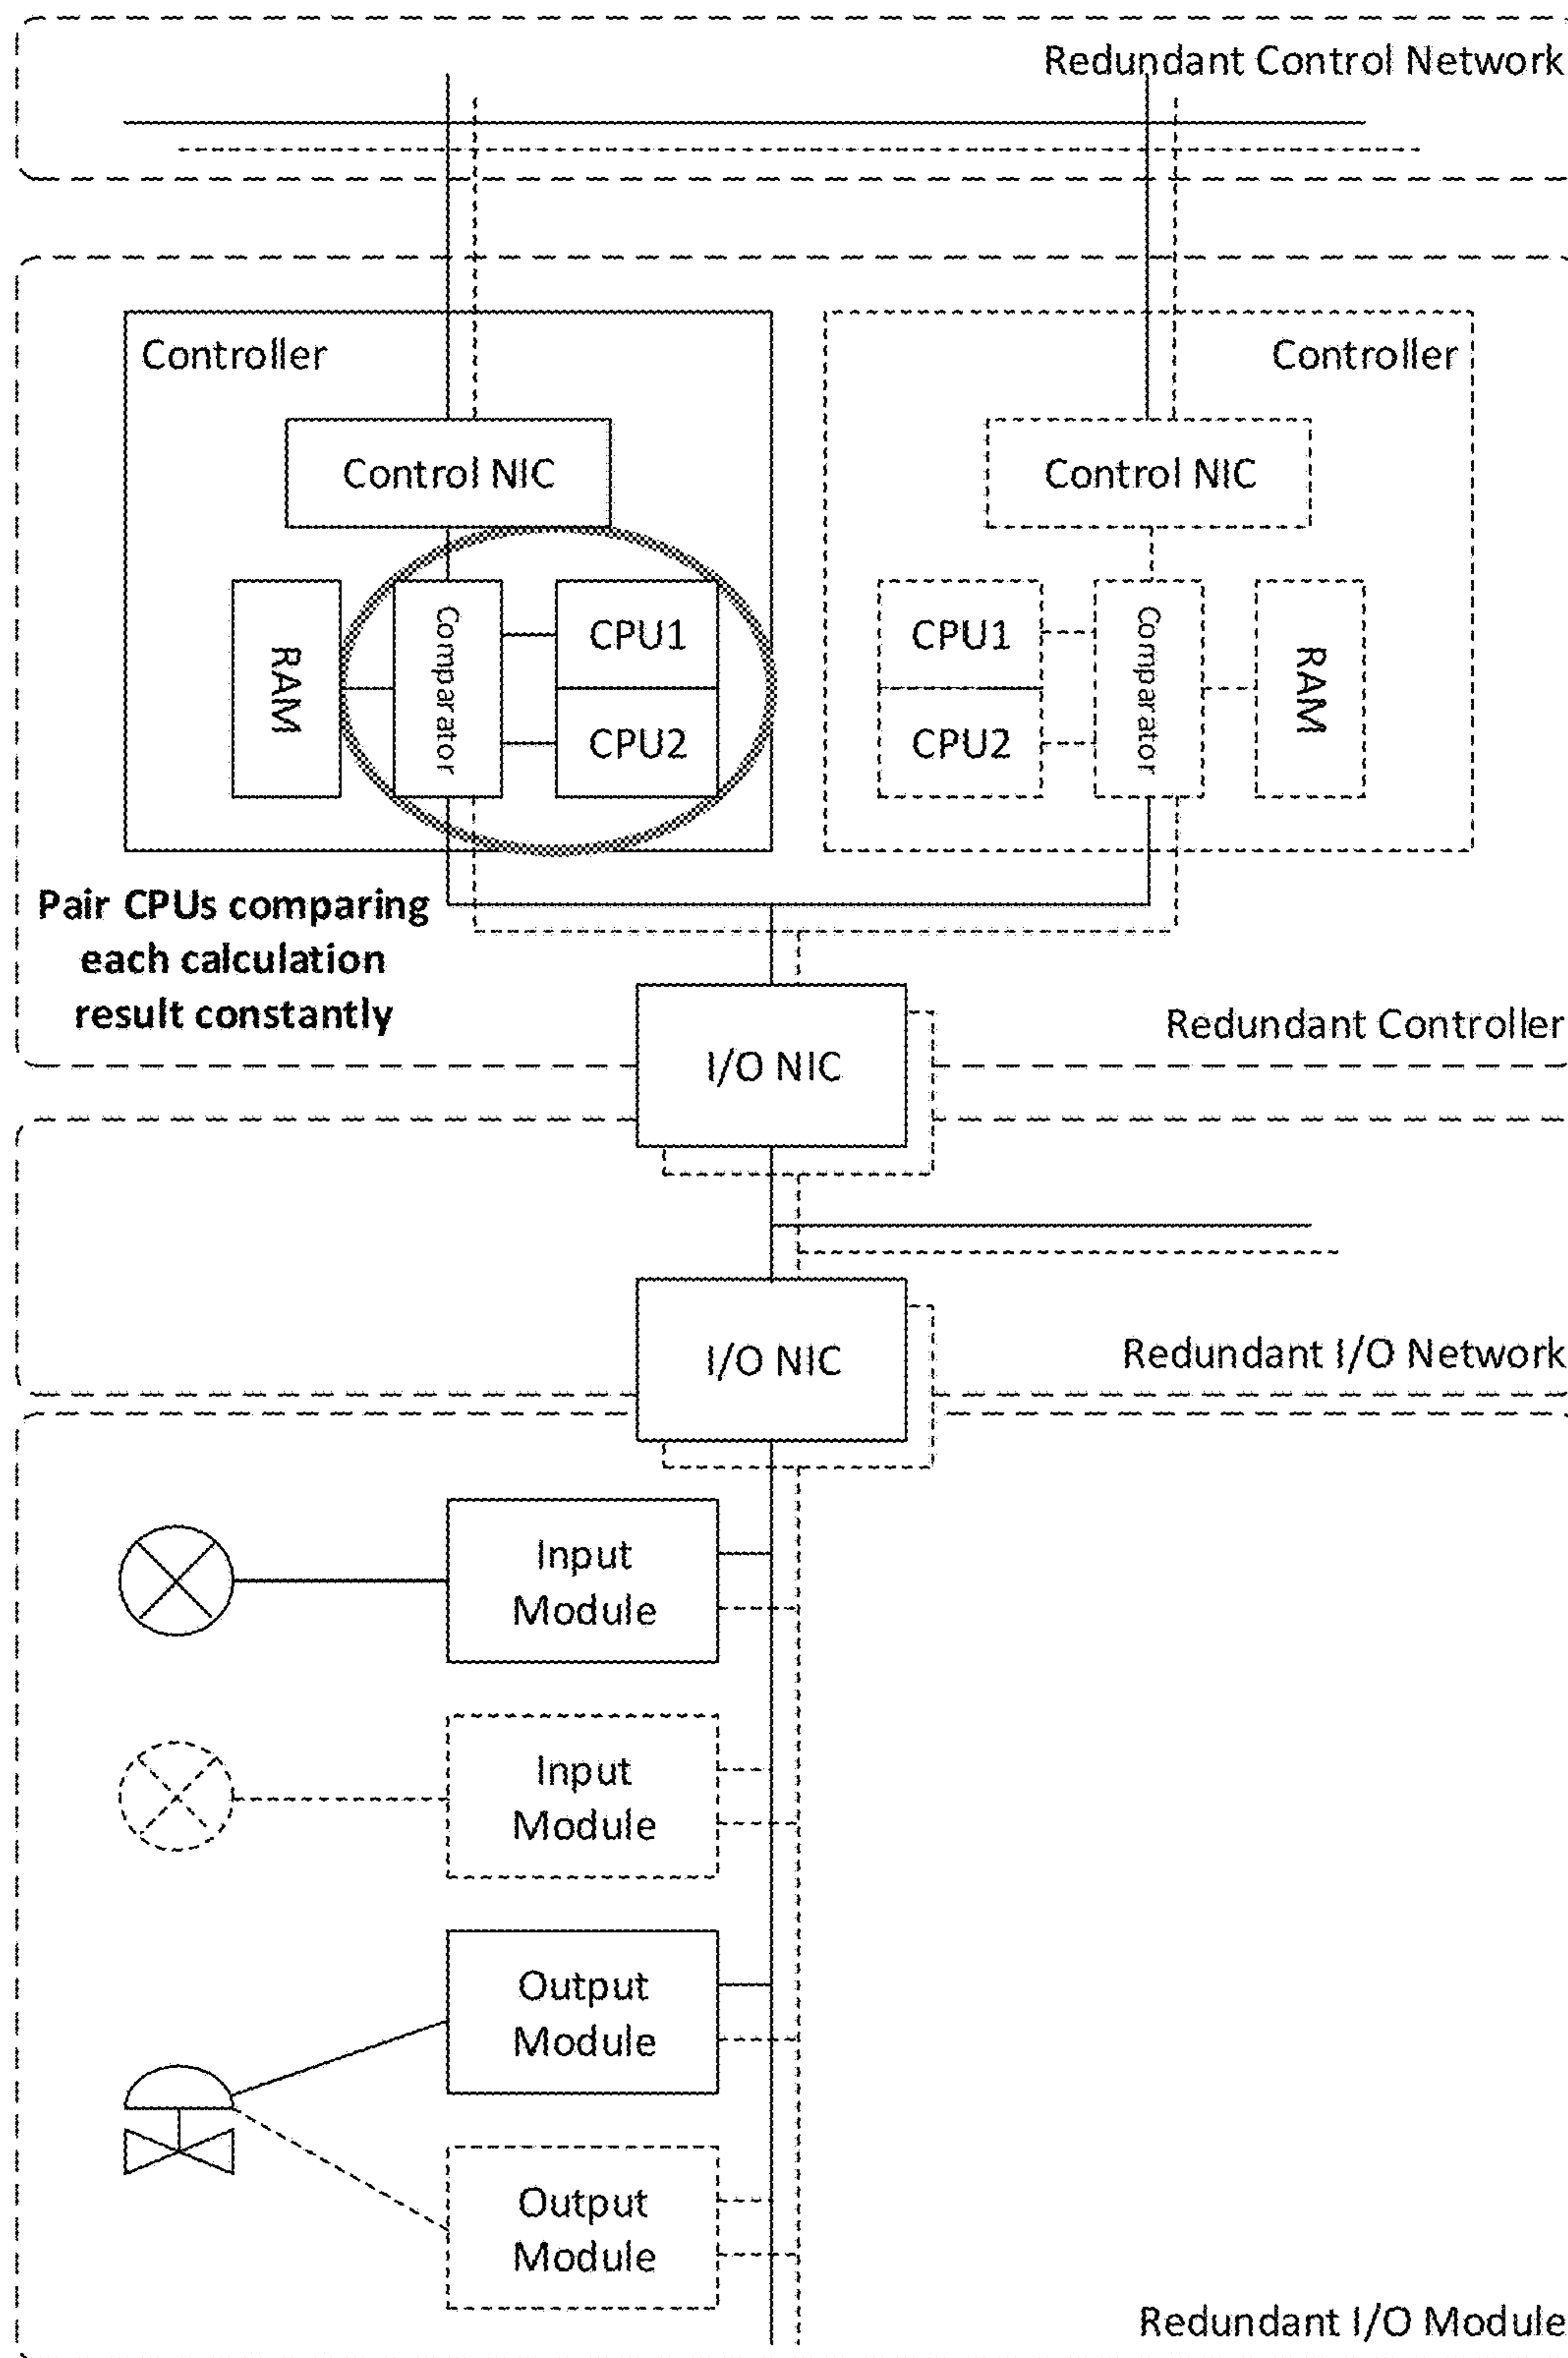 Redundant Control Network
Controller
Controller
Control NIC
Control NIC
RAM
Comparator
CPU1
CPU2
CPU1
CPU2
Comparator
RAM
Pair CPUs comparing
each calculation
result constantly
Redundant Controller
I/O NIC
I/O NIC
Redundant I/O Network
Input
Module
Input
Module
Output
Module
Output
Module
Redundant I/O Module